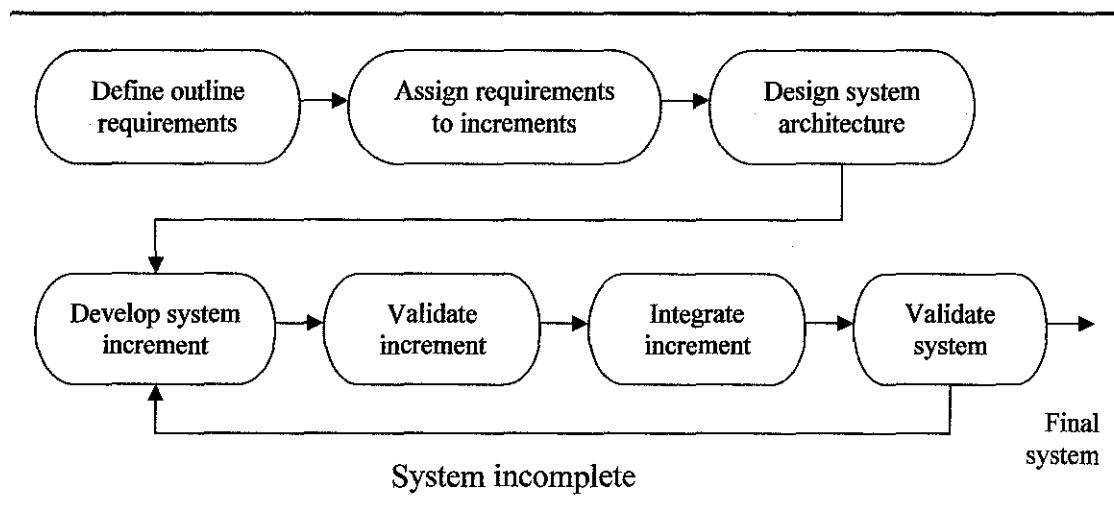 Define outline
requirements
Assign requirements
to increments
Design system
architecture
Develop system
increment
Validate
increment
Integrate
increment
Validate
system
Final
system
System incomplete